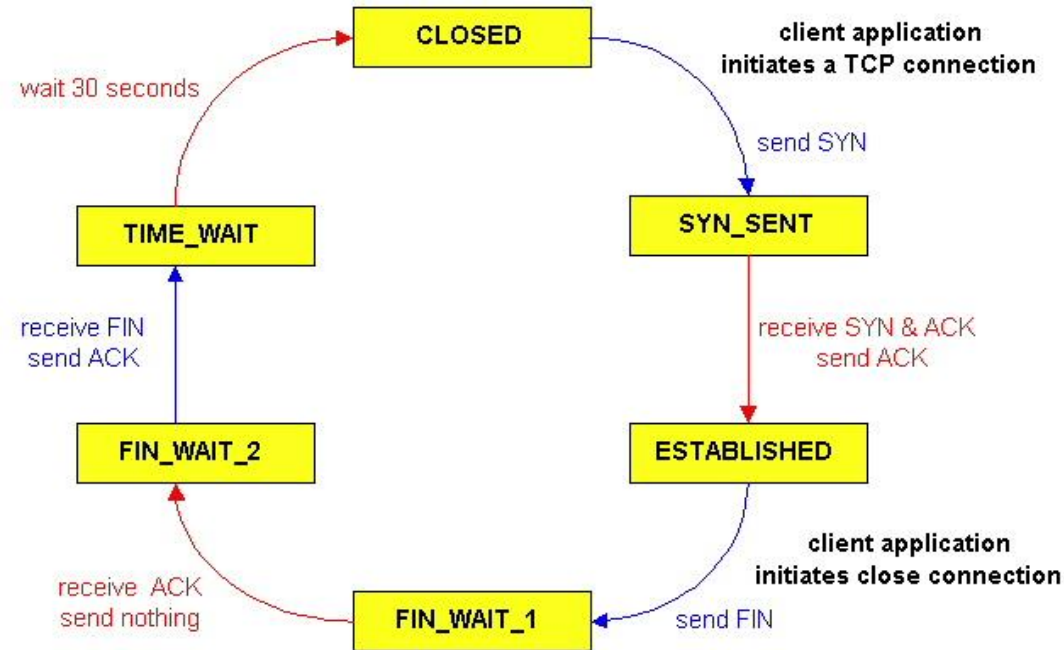 CLOSED
client application
initiates a TCP connection
wait 30 seconds
send SYN
TIME_WAIT
SYN_SENT
receive FIN
send ACK
receive SYN & ACK
send ACK
FIN_WAIT_2
ESTABLISHED
client application
initiates close connection
receive ACK
send nothing
FIN_WAIT_1
send FIN